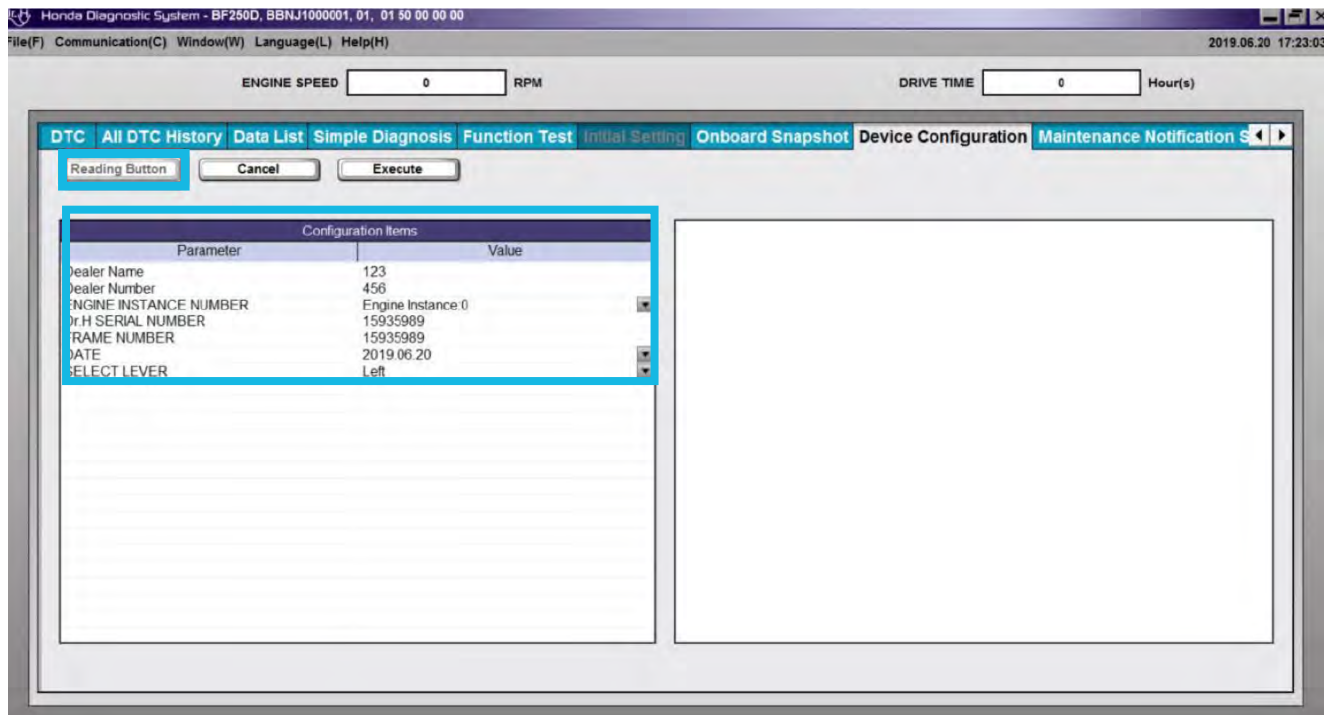 Honda Diagnostic System - BF250D, BBNJ1000001, 01, 01 50 00 00 00
File(F) Communication(C) Window(W) Language(L) Help(H) 2019.06.20 17:23:03
ENGINE SPEED 0 RPM DRIVE TIME 0 Hour(s)
DTC All DTC History Data List Simple Diagnosis Function Test Initial Setting Onboard Snapshot Device Configuration Maintenance Notification S
Reading Button Cancel Execute
Configuration Items
Parameter Value
Dealer Name 123
Dealer Number 456
ENGINE INSTANCE NUMBER Engine Instance:0
Dr.H SERIAL NUMBER 15935989
FRAME NUMBER 15935989
DATE 2019.06.20
SELECT LEVER Left